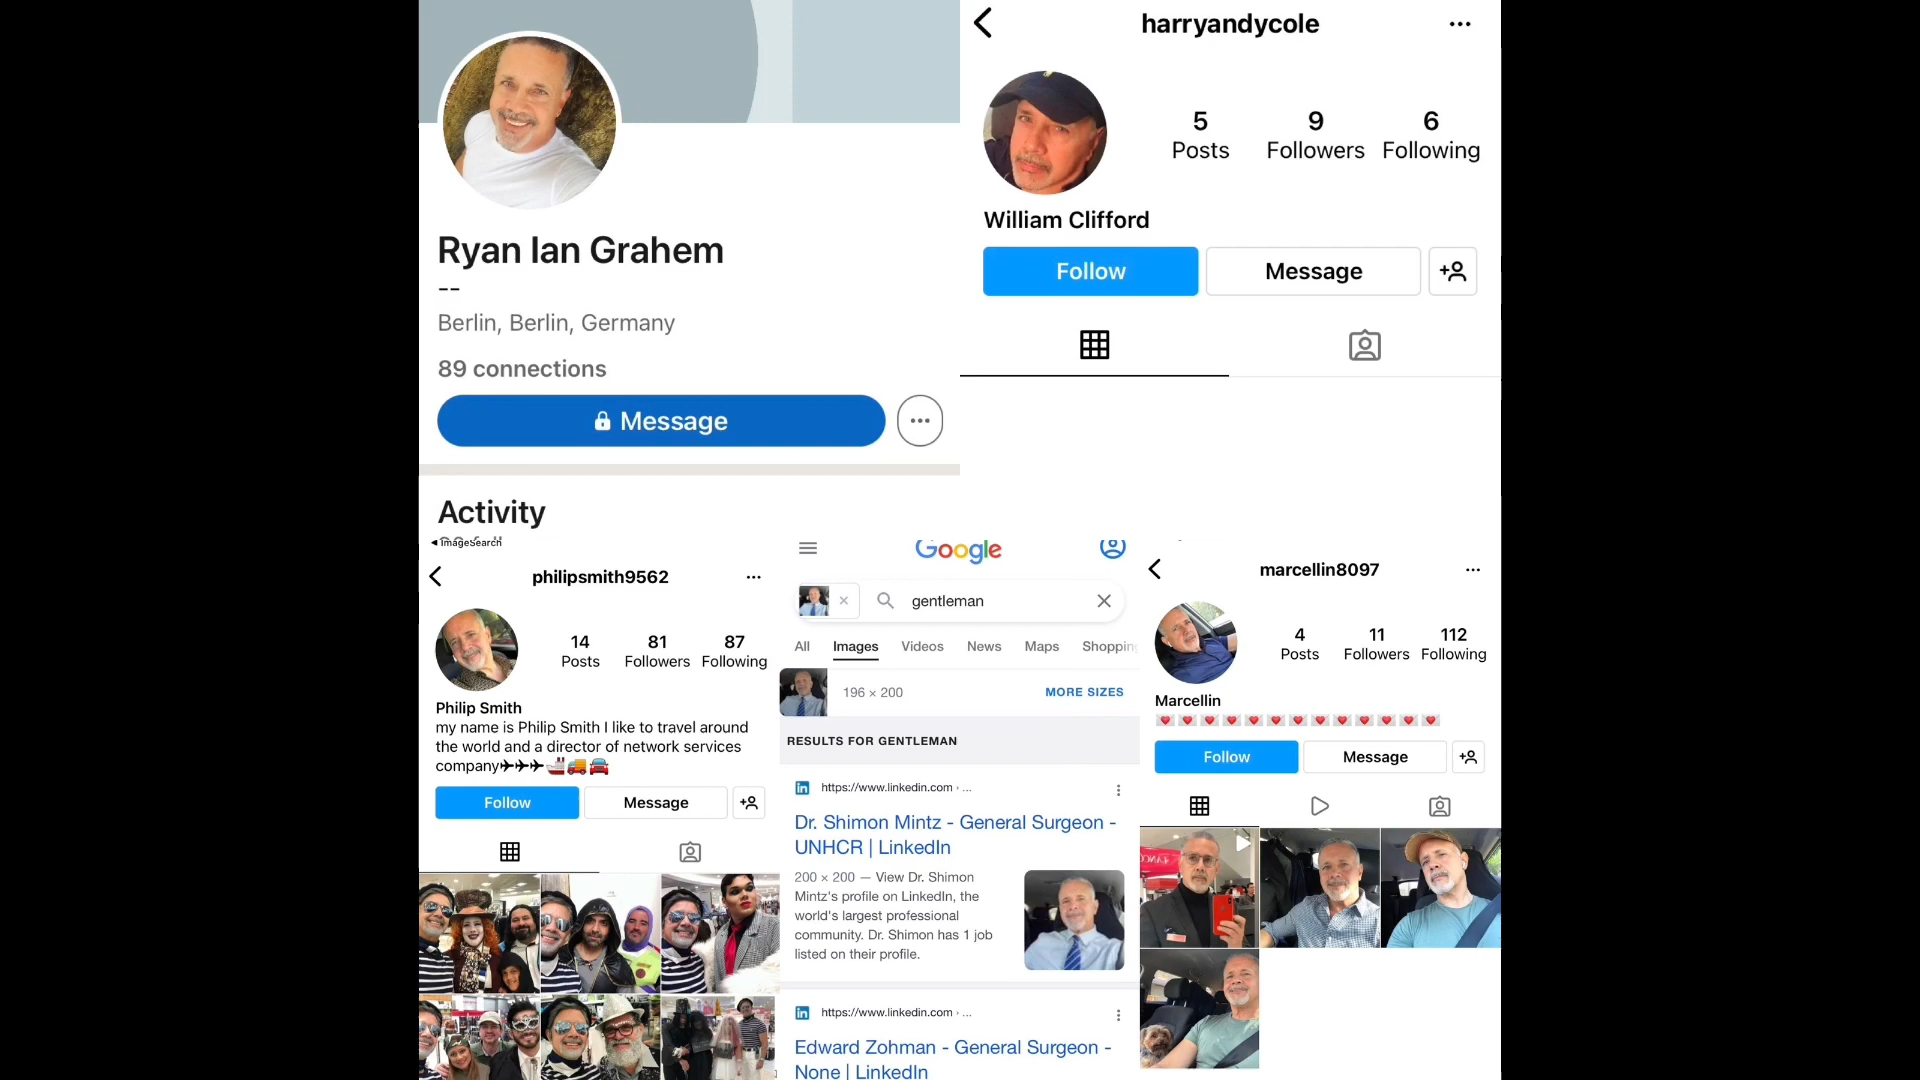 Ryan Ian Grahem
--
Berlin, Berlin, Germany
89 connections
Message
Activity
harryandycole
5 9 6
Posts Followers Following
William Clifford
Follow Message
ImageSearch
philipsmith9562
14 81 87
Posts Followers Following
Philip Smith
my name is Philip Smith I like to travel around
the world and a director of network services
company
Follow Message
Google
gentleman
All Images Videos News Maps Shopping
196 × 200 MORE SIZES
RESULTS FOR GENTLEMAN
https://www.linkedin.com › ...
Dr. Shimon Mintz - General Surgeon -
UNHCR | LinkedIn
200 × 200 — View Dr. Shimon
Mintz's profile on LinkedIn, the
world's largest professional
community. Dr. Shimon has 1 job
listed on their profile.
https://www.linkedin.com › ...
Edward Zohman - General Surgeon -
None | LinkedIn
marcellin8097
4 11 112
Posts Followers Following
Marcellin
Follow Message